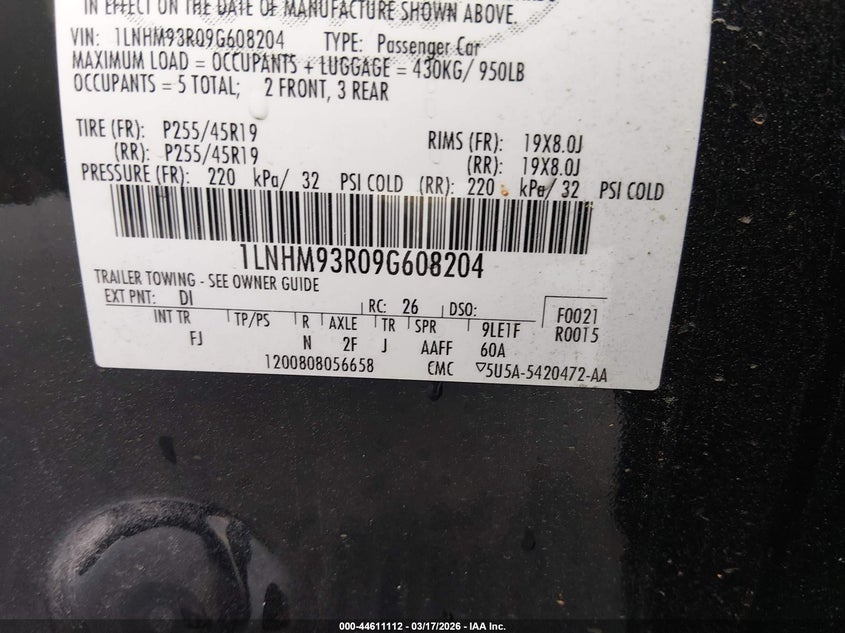 IN EFFECT ON THE DATE OF MANUFACTURE SHOWN ABOVE.
VIN: 1LNHM93R09G608204 TYPE: Passenger Car
MAXIMUM LOAD = OCCUPANTS + LUGGAGE = 430KG/ 950LB
OCCUPANTS = 5 TOTAL; 2 FRONT, 3 REAR
TIRE (FR): P255/45R19 RIMS (FR): 19X8.0J
(RR): P255/45R19 (RR): 19X8.0J
PRESSURE (FR): 220 kPa/ 32 PSI COLD (RR): 220 kPa/ 32 PSI COLD
1LNHM93R09G608204
TRAILER TOWING - SEE OWNER GUIDE
EXT PNT: DI RC: 26 DSO: F0021
INT TR TP/PS R AXLE TR SPR 9LE1F R0015
FJ N 2F J AAFF 60A
1200808056658 CMC ▽5U5A-5420472-AA
000-44611112 — 03/17/2026 — IAA Inc.